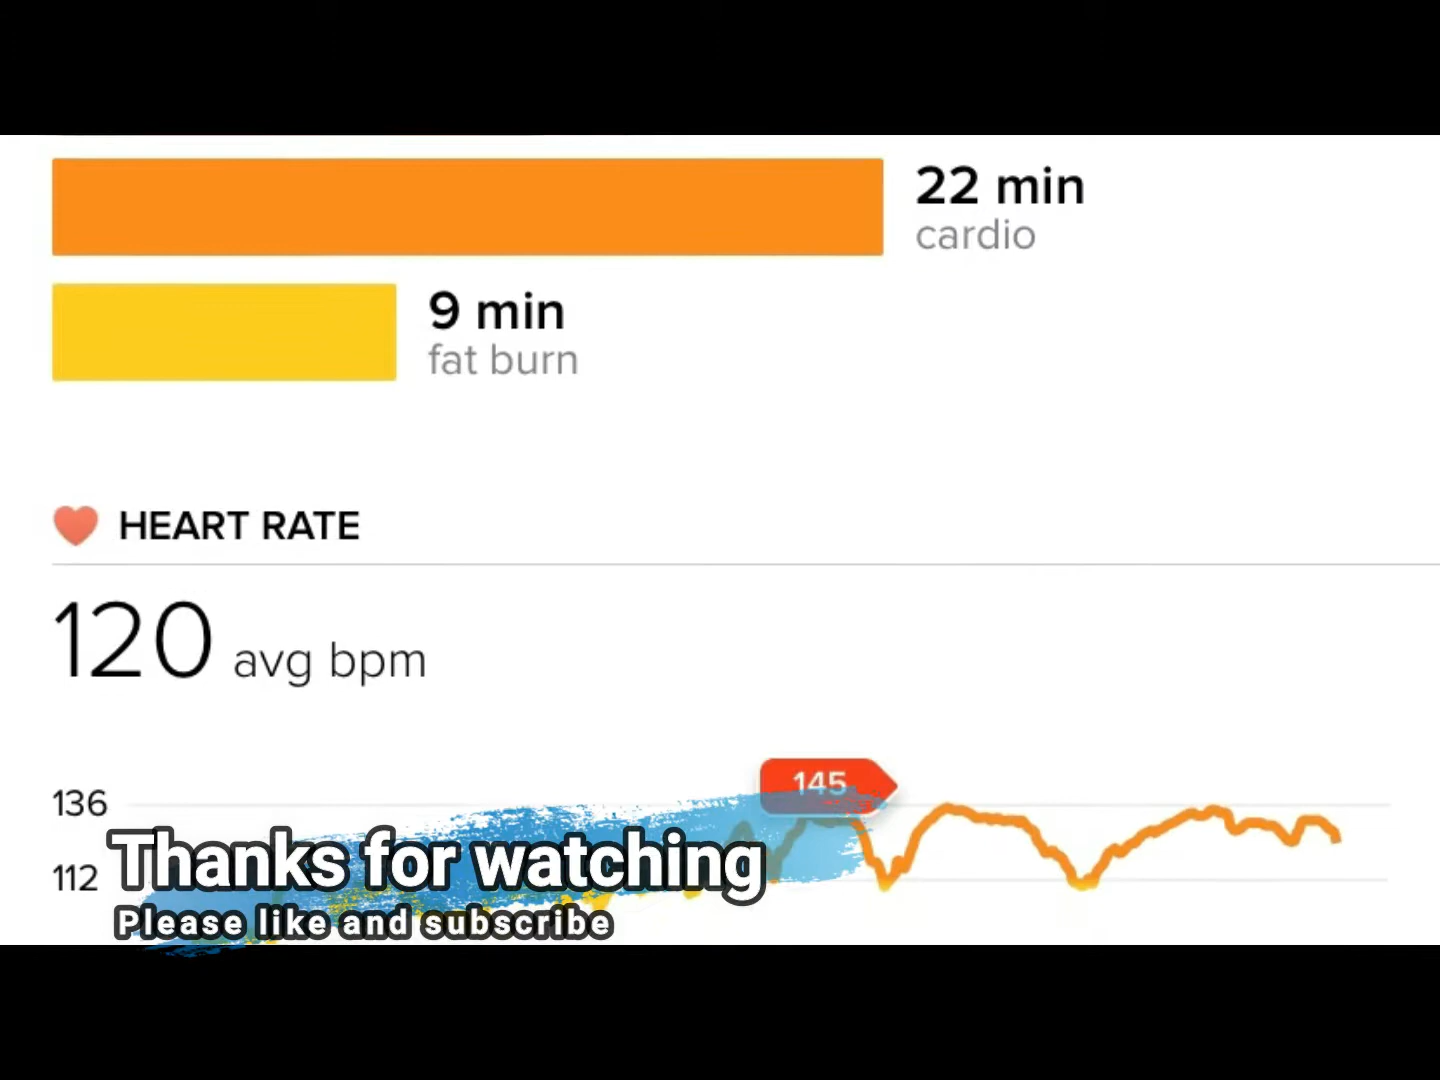 22 min
cardio
9 min
fat burn
HEART RATE
120 avg bpm
145
136
112
Thanks for watching
Please like and subscribe